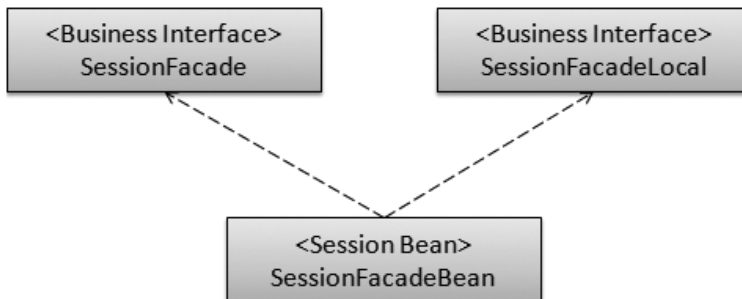 <Business Interface>
SessionFacade
<Business Interface>
SessionFacadeLocal
<Session Bean>
SessionFacadeBean